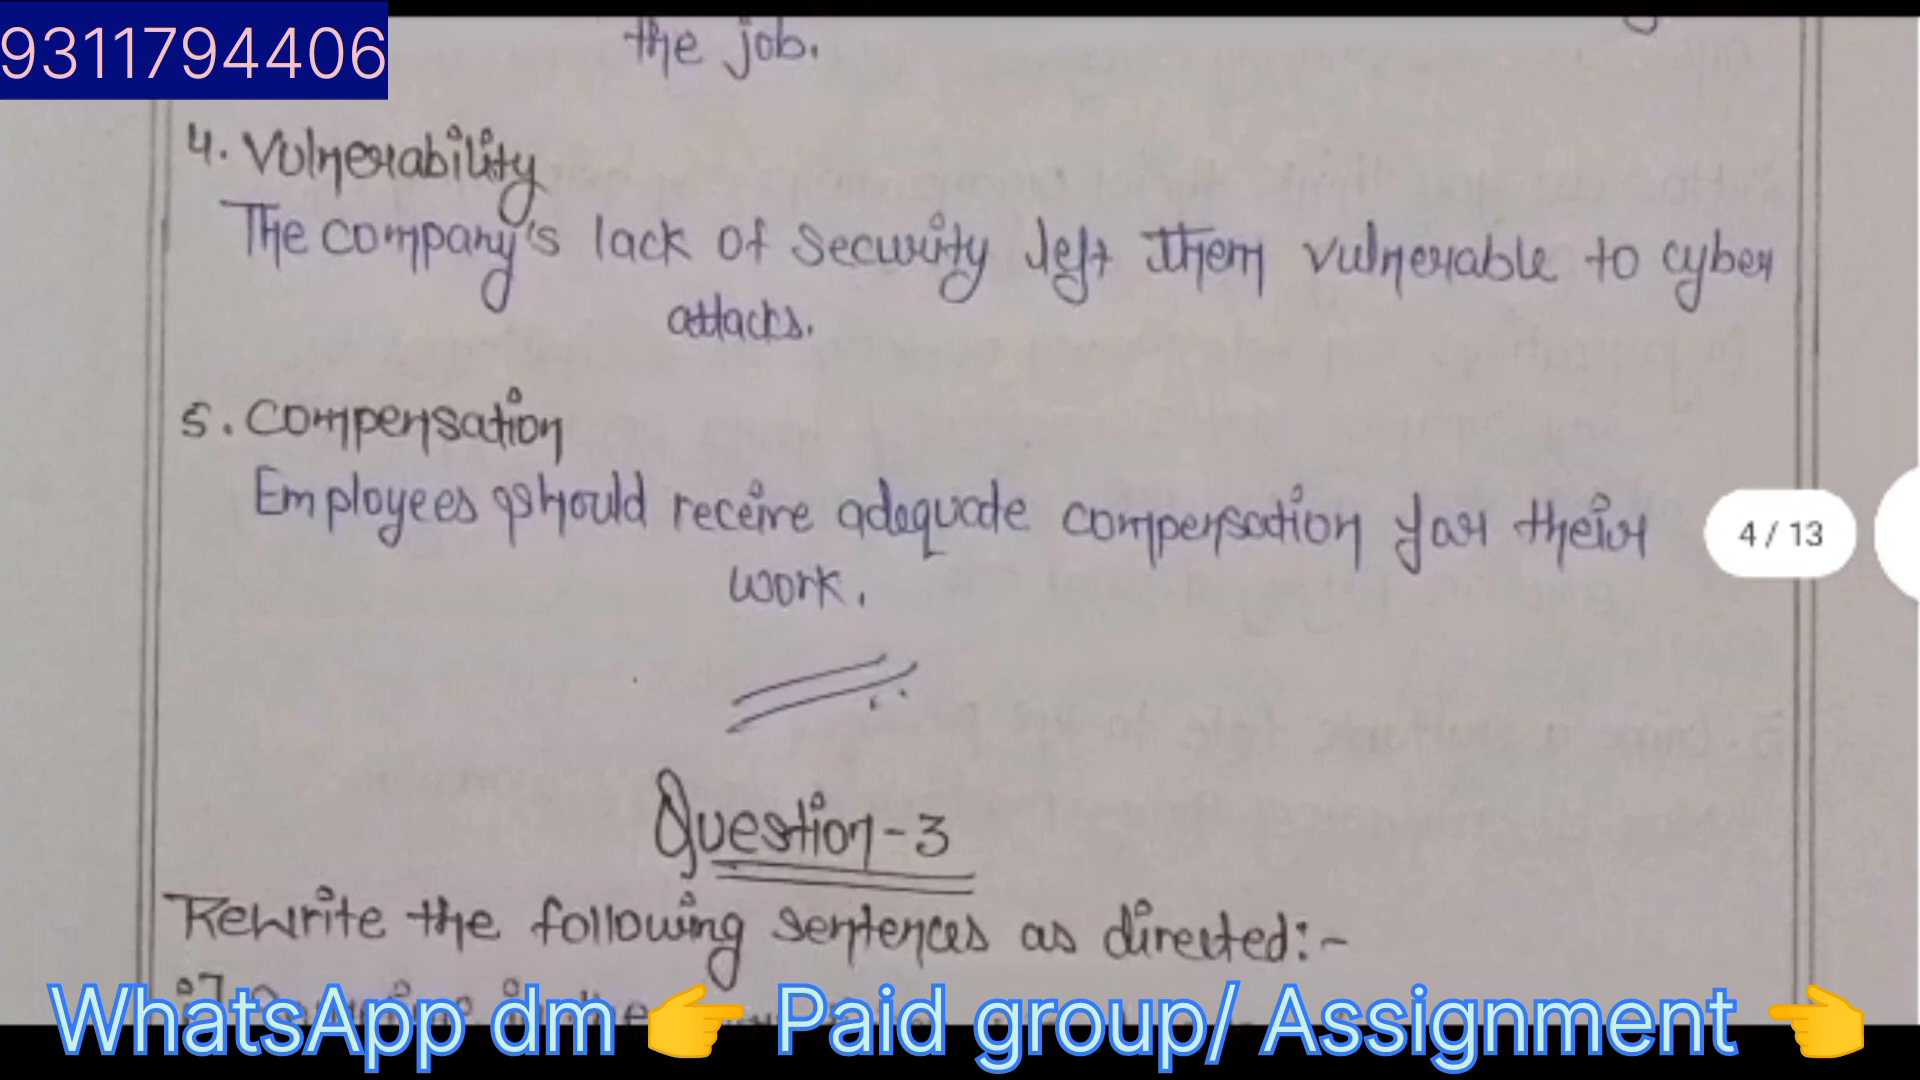 9311794406
the job.
4. Vulnerability
The company's lack of security left them vulnerable to cyber
attacks.
5. Compensation
Employees should receive adequate compensation for their
work.
4 / 13
Question-3
Rewrite the following sentences as directed:-
WhatsApp dm 👉 Paid group/ Assignment 👈